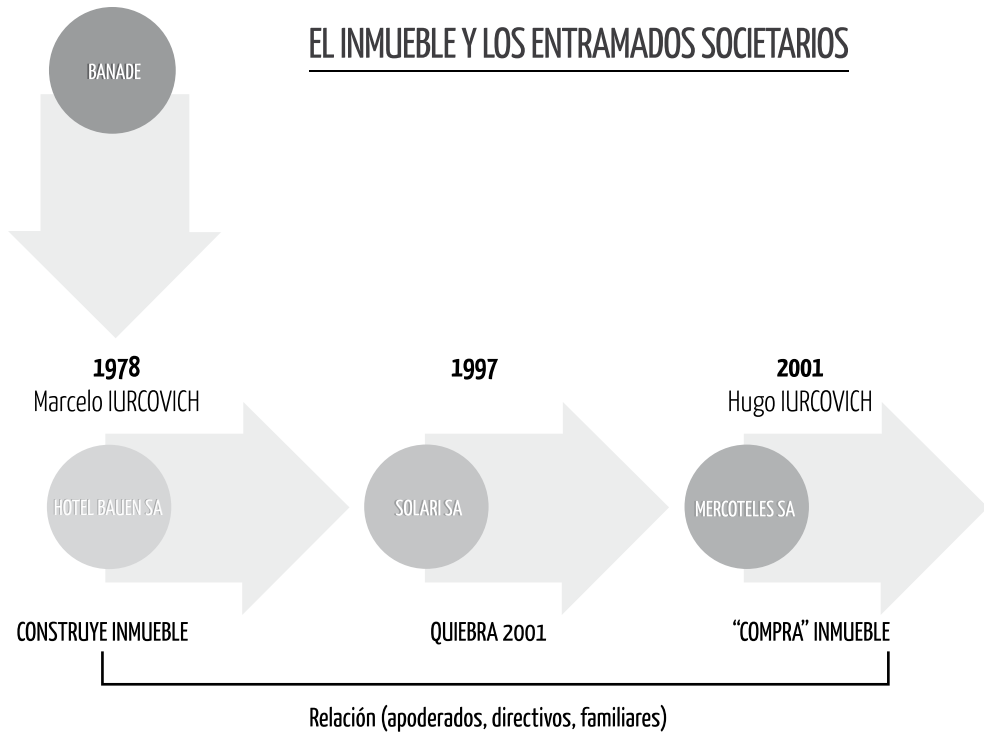 EL INMUEBLE Y LOS ENTRAMADOS SOCIETARIOS
BANADE
1978
Marcelo IURCOVICH
HOTEL BAUEN SA
CONSTRUYE INMUEBLE
1997
SOLARI SA
QUIEBRA 2001
2001
Hugo IURCOVICH
MERCOTELES SA
“COMPRA” INMUEBLE
Relación (apoderados, directivos, familiares)